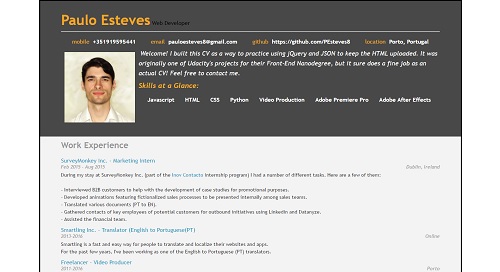 Paulo Esteves Web Developer
mobile +351919595441 email pauloesteves8@gmail.com github https://github.com/PEsteves8 location Porto, Portugal
Welcome! I built this CV as a way to practice using jQuery and JSON to keep the HTML uploaded. It was
originally one of Udacity's projects for their Front-End Nanodegree, but it sure does a fine job as an
actual CV! Feel free to contact me.
Skills at a Glance:
Javascript HTML CSS Python Video Production Adobe Premiere Pro Adobe After Effects
Work Experience
SurveyMonkey Inc. - Marketing Intern
Feb 2015 - Aug 2015 Dublin, Ireland
During my stay at SurveyMonkey Inc. (part of the Inov Contacto internship program) I had a number of different tasks. Here are a few of them:
- Interviewed B2B customers to help with the development of case studies for promotional purposes.
- Developed animations featuring fictionalized sales processes to be presented internally among sales teams.
- Translated various documents (PT to EN).
- Gathered contacts of key employees of potential customers for outbound initiatives using LinkedIn and Datanyze.
- Assisted the financial team.
Smartling Inc. - Translator (English to Portuguese(PT)
2013-2016 Online
Smartling is a fast and easy way for people to translate and localize their websites and apps.
For the past few years, I've been working as one of the English to Portuguese (PT) translators.
Freelancer - Video Producer
2013-2016 Porto